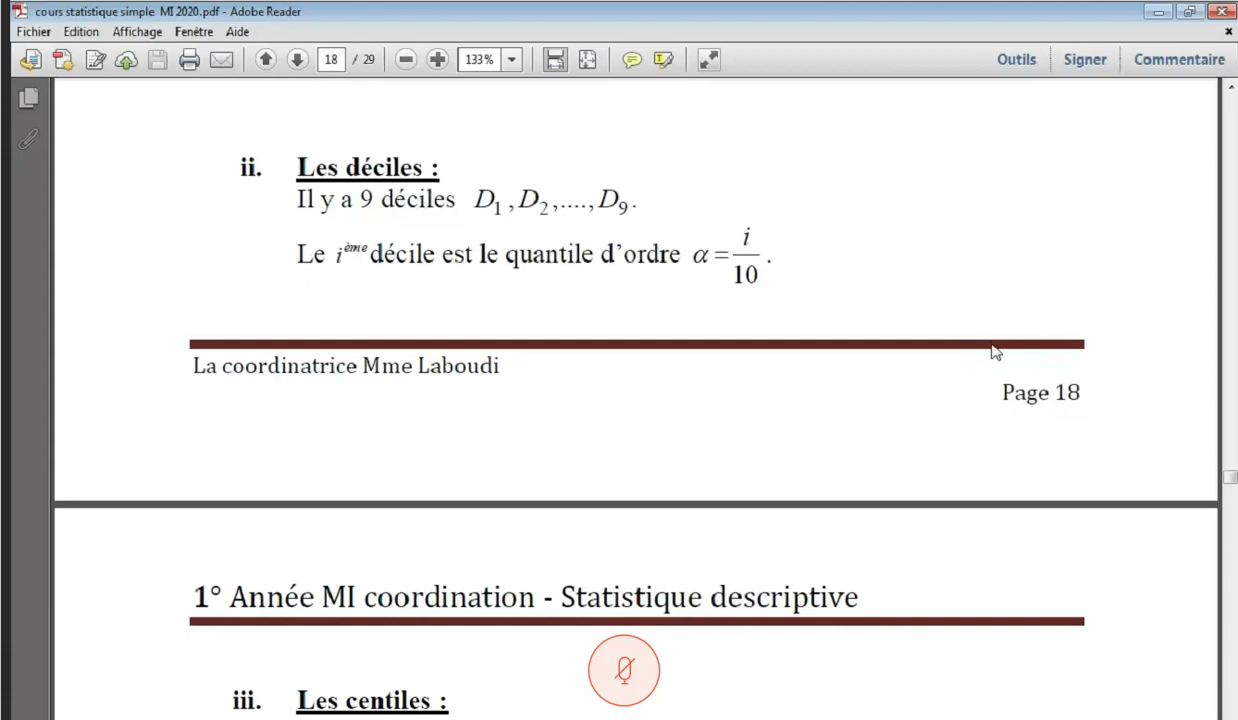 cours statistique simple MI 2020.pdf - Adobe Reader
Fichier Edition Affichage Fenêtre Aide
18 / 29 133% Outils Signer Commentaire
ii. Les déciles :
Il y a 9 déciles D₁ , D₂ ,...., D₉ .
Le iᵉ̀ᵐᵉ décile est le quantile d’ordre α = i/10 .
La coordinatrice Mme Laboudi
Page 18
1° Année MI coordination - Statistique descriptive
iii. Les centiles :